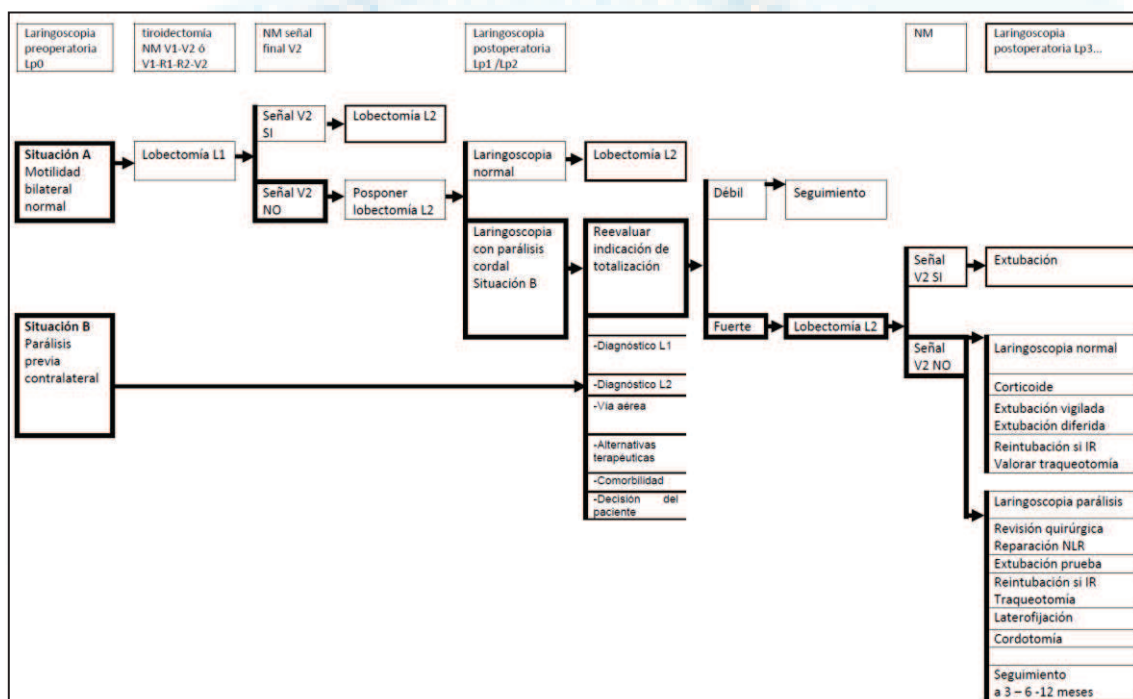 Laringoscopia
preoperatoria
Lp0
tiroidectomía
NM V1-V2 ó
V1-R1-R2-V2
NM señal
final V2
Laringoscopia
postoperatoria
Lp1 /Lp2
NM
Laringoscopia
postoperatoria Lp3...
Situación A
Motilidad
bilateral
normal
Lobectomía L1
Señal V2
SI
Lobectomía L2
Señal V2
NO
Posponer
lobectomía L2
Laringoscopia
normal
Lobectomía L2
Laringoscopia
con parálisis
cordal
Situación B
Reevaluar
indicación de
totalización
-Diagnóstico L1
-Diagnóstico L2
-Vía aérea
-Alternativas
terapéuticas
-Comorbilidad
-Decisión del
paciente
Situación B
Parálisis
previa
contralateral
Débil
Seguimiento
Fuerte
Lobectomía L2
Señal
V2 SI
Extubación
Señal
V2 NO
Laringoscopia normal
Corticoide
Extubación vigilada
Extubación diferida
Reintubación si IR
Valorar traqueotomía
Laringoscopia parálisis
Revisión quirúrgica
Reparación NLR
Extubación prueba
Reintubación si IR
Traqueotomía
Laterofijación
Cordotomía
Seguimiento
a 3 – 6 -12 meses